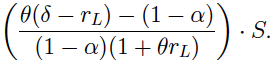 \left( \frac{\theta(\delta - r_L) - (1 - \alpha)}{(1 - \alpha)(1 + \theta r_L)} \right) \cdot S.